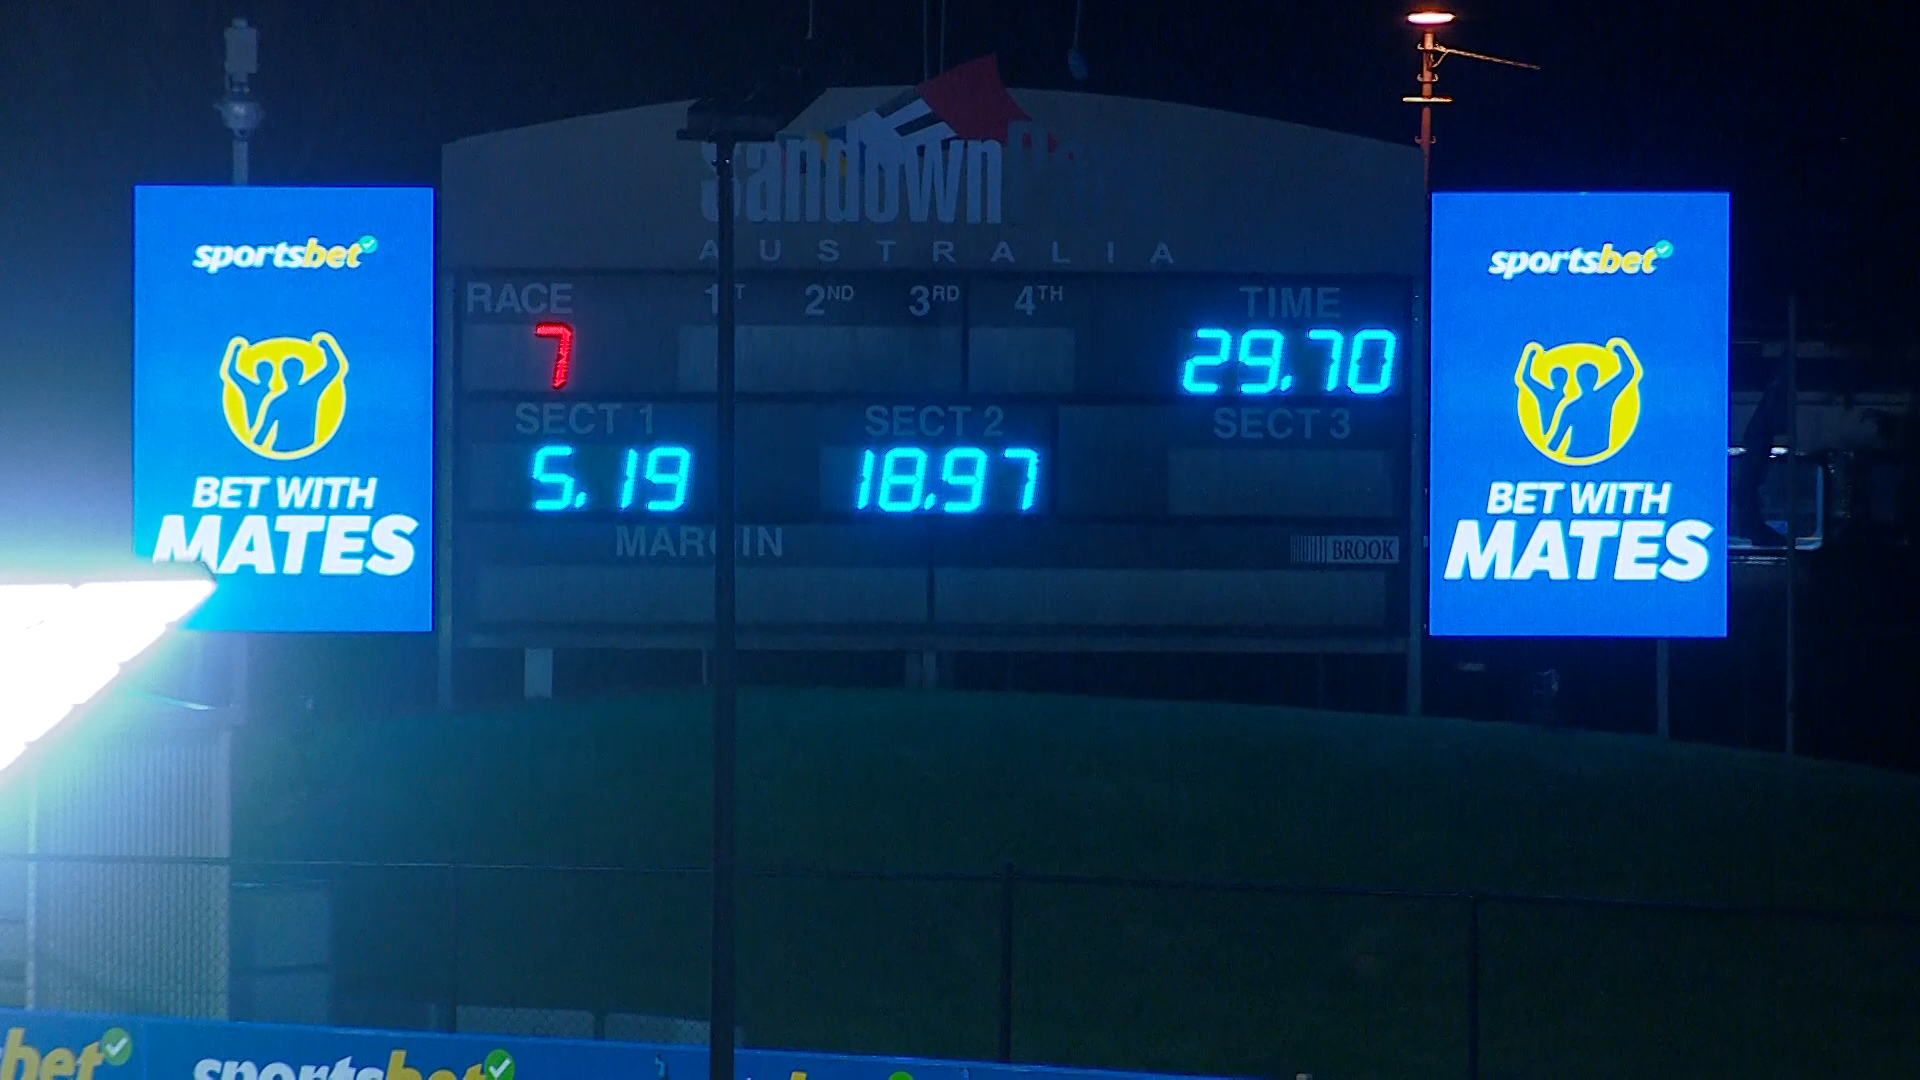 Sandown
AUSTRALIA
sportsbet
BET WITH
MATES
RACE 1ST 2ND 3RD 4TH TIME
7 29.70
SECT 1 SECT 2 SECT 3
5.19 18.97
MARGIN
BROOK
sportsbet
BET WITH
MATES
bet sportsbet